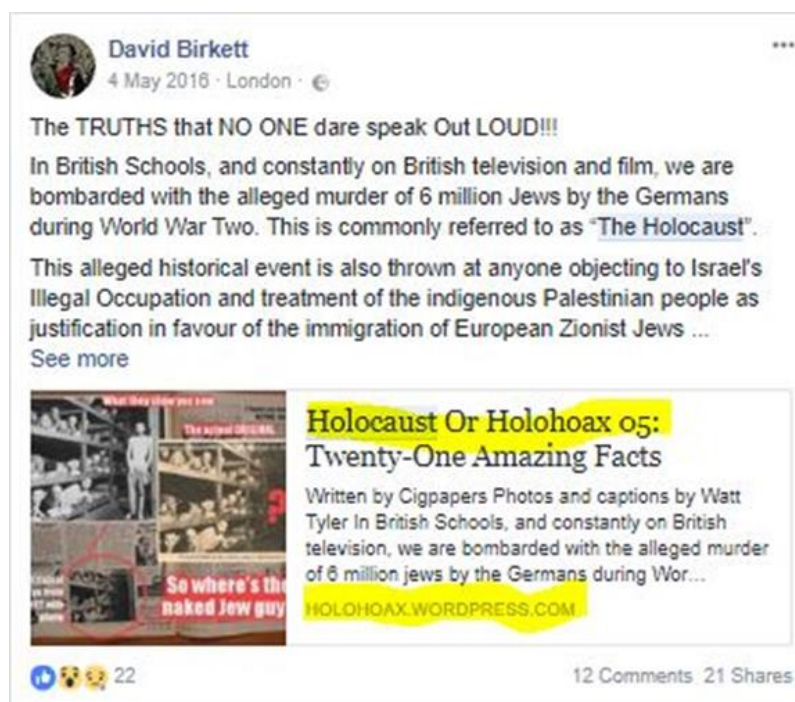 David Birkett
4 May 2016 · London ·
The TRUTHS that NO ONE dare speak Out LOUD!!!
In British Schools, and constantly on British television and film, we are
bombarded with the alleged murder of 6 million Jews by the Germans
during World War Two. This is commonly referred to as "The Holocaust".
This alleged historical event is also thrown at anyone objecting to Israel's
Illegal Occupation and treatment of the indigenous Palestinian people as
justification in favour of the immigration of European Zionist Jews ...
See more
What they show you now
The actual ORIGINAL
So where's the
naked Jew guy
Holocaust Or Holohoax 05:
Twenty-One Amazing Facts
Written by Cigpapers Photos and captions by Watt
Tyler In British Schools, and constantly on British
television, we are bombarded with the alleged murder
of 6 million jews by the Germans during Wor...
HOLOHOAX.WORDPRESS.COM
22
12 Comments 21 Shares